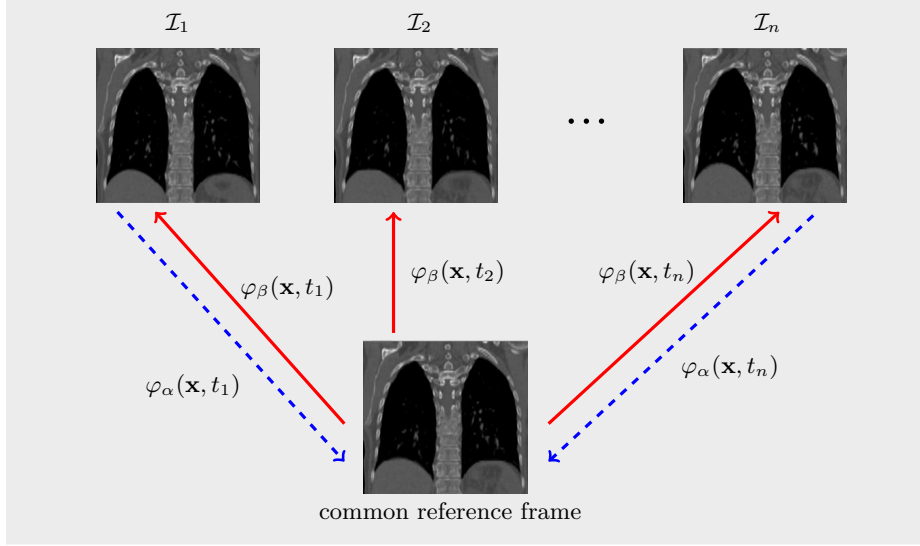 𝓘₁
𝓘₂
𝓘ₙ
...
φ_β(𝐱, t₁)
φ_β(𝐱, t₂)
φ_β(𝐱, tₙ)
φ_α(𝐱, t₁)
φ_α(𝐱, tₙ)
common reference frame